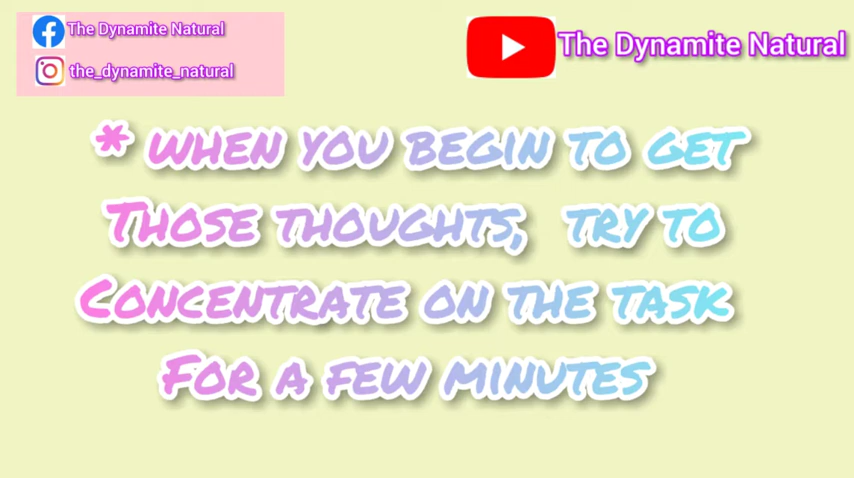 The Dynamite Natural
the_dynamite_natural
The Dynamite Natural
* WHEN YOU BEGIN TO GET
THOSE THOUGHTS, TRY TO
CONCENTRATE ON THE TASK
FOR A FEW MINUTES